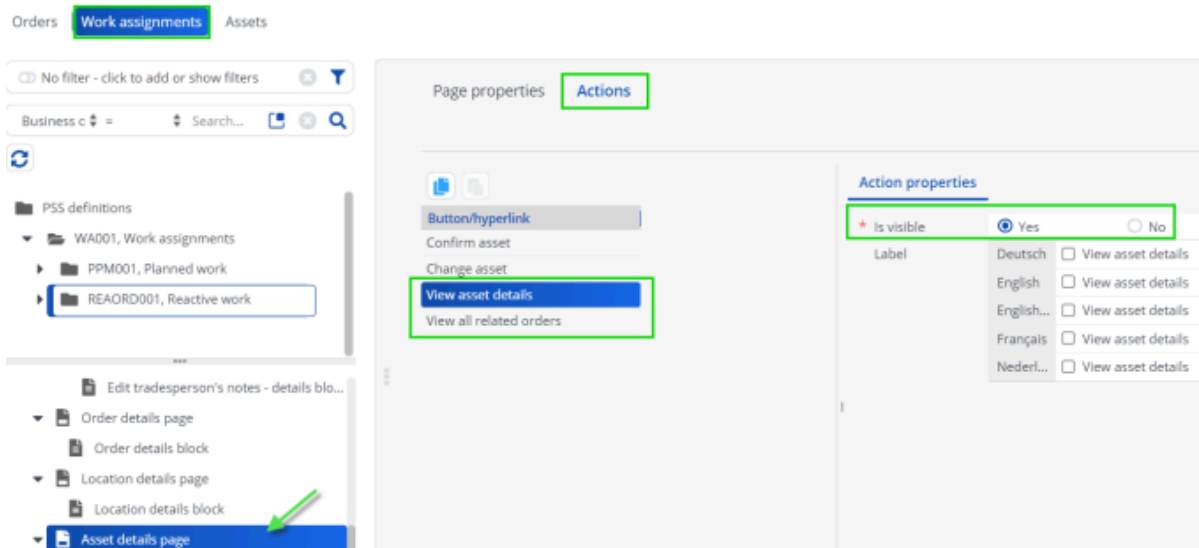 Orders Work assignments Assets
No filter - click to add or show filters
Business c = Search...
PSS definitions
WA001, Work assignments
PPM001, Planned work
REAORD001, Reactive work
Edit tradesperson's notes - details blo...
Order details page
Order details block
Location details page
Location details block
Asset details page
Page properties Actions
Button/hyperlink
Confirm asset
Change asset
View asset details
View all related orders
Action properties
* Is visible Yes No
Label Deutsch View asset details
English View asset details
English... View asset details
Français View asset details
Nederl... View asset details